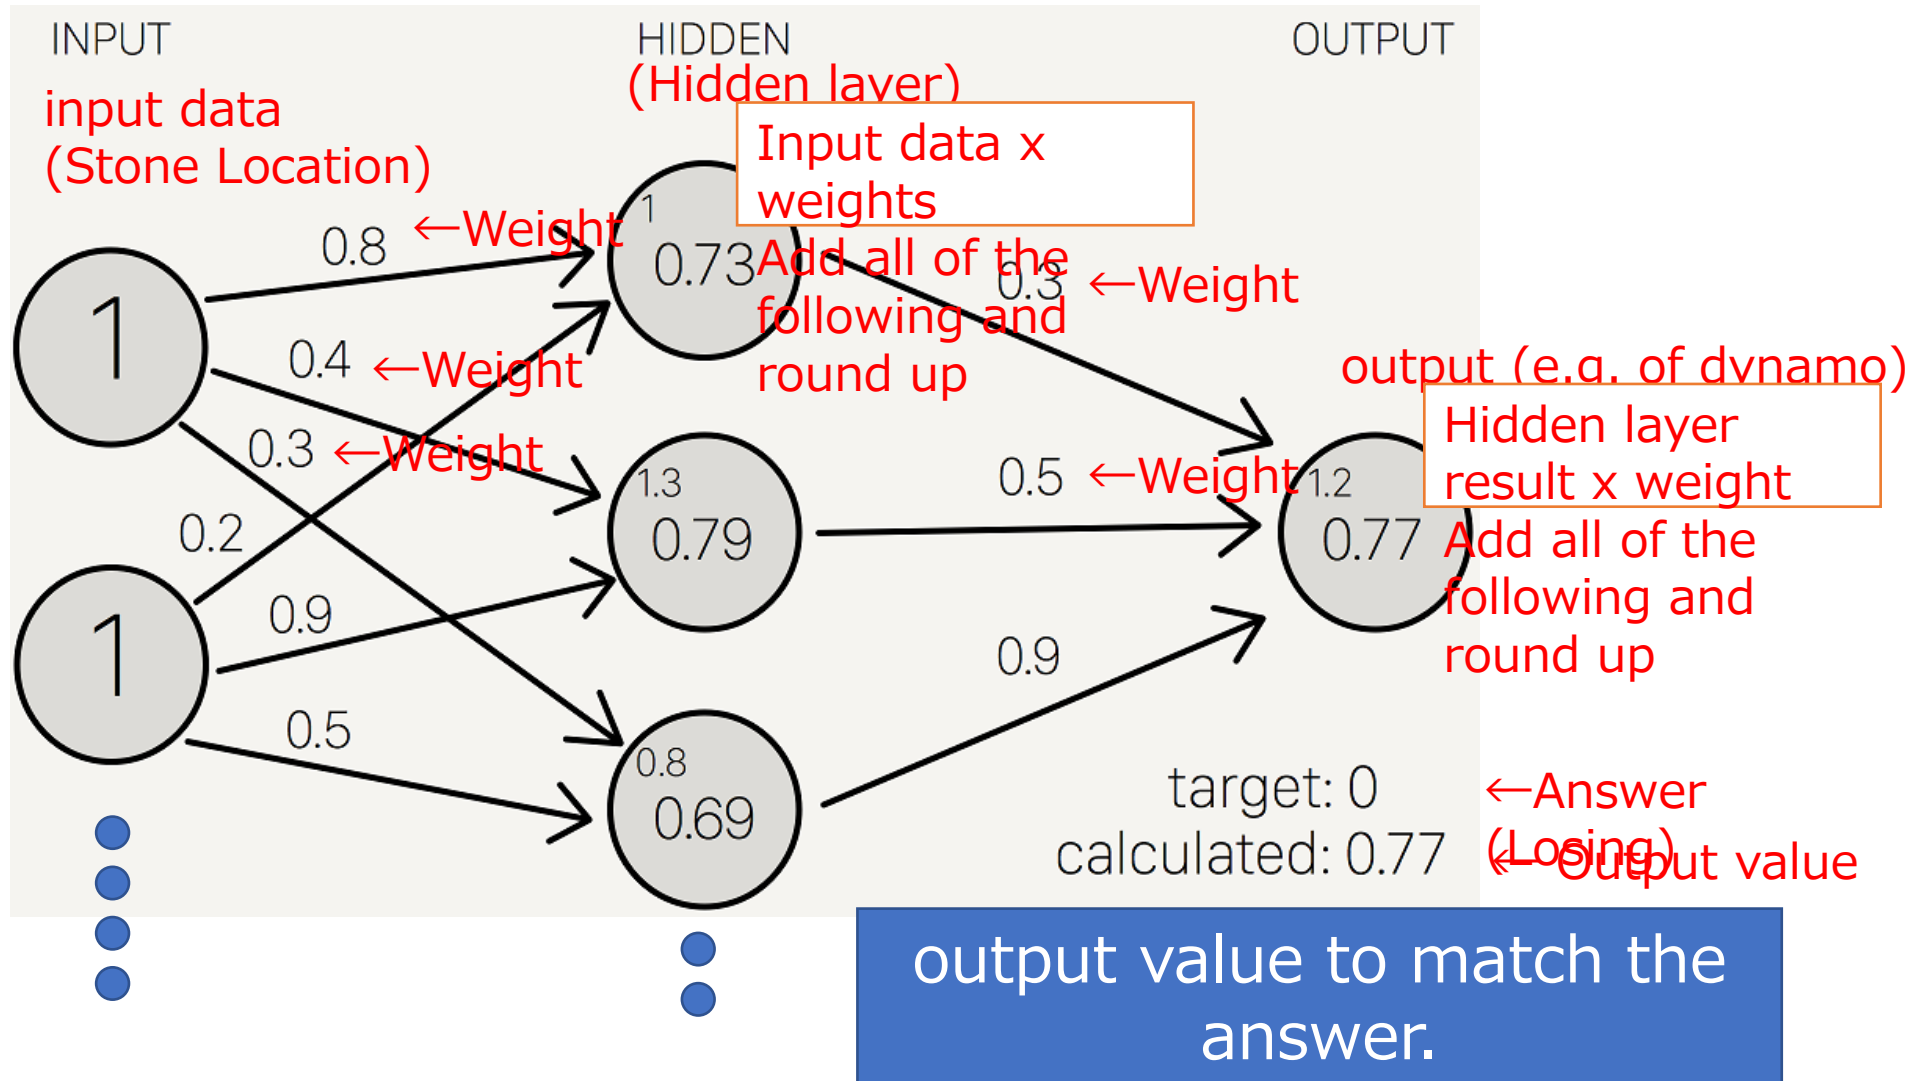 INPUT
HIDDEN
OUTPUT
input data
(Stone Location)
(Hidden layer)
Input data x
weights
Add all of the
following and
round up
0.8
←Weight
0.4
←Weight
0.3
←Weight
0.2
0.9
0.5
1
1
1
0.73
1.3
0.79
0.8
0.69
0.3
←Weight
0.5
←Weight
0.9
output (e.g. of dynamo)
Hidden layer
result x weight
Add all of the
following and
round up
1.2
0.77
target: 0
←Answer
(Losing)
calculated: 0.77
← Output value
output value to match the
answer.